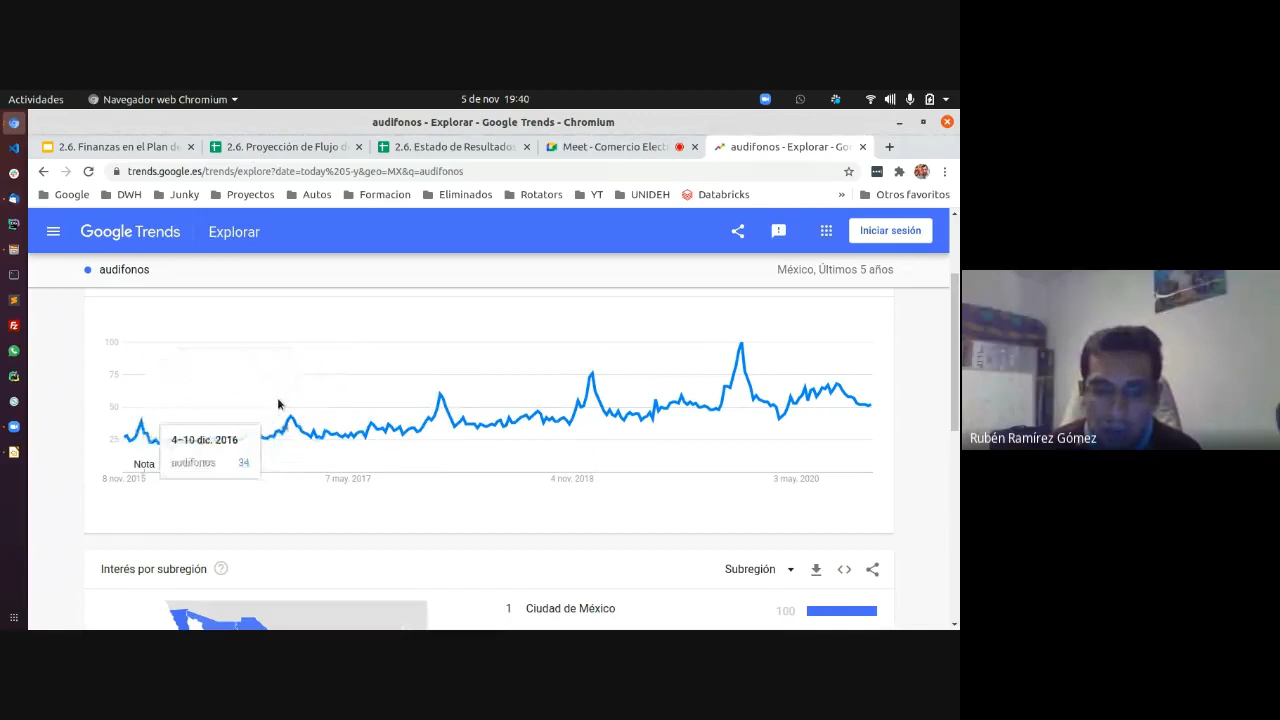 Actividades Navegador web Chromium 5 de nov 19:40
audifonos - Explorar - Google Trends - Chromium
2.6. Finanzas en el Plan de 2.6. Proyección de Flujo d 2.6. Estado de Resultados Meet - Comercio Elect audifonos - Explorar - Go
trends.google.es/trends/explore?date=today%205-y&geo=MX&q=audifonos
Google DWH Junky Proyectos Autos Formacion Eliminados Rotators YT UNIDEH Databricks » Otros favoritos
Google Trends Explorar Iniciar sesión
audifonos México, Últimos 5 años
100
75
50
25
4–10 dic. 2016
audifonos 34
Nota
8 nov. 2015 7 may. 2017 4 nov. 2018 3 may. 2020
Interés por subregión Subregión
1 Ciudad de México 100
Rubén Ramírez Gómez